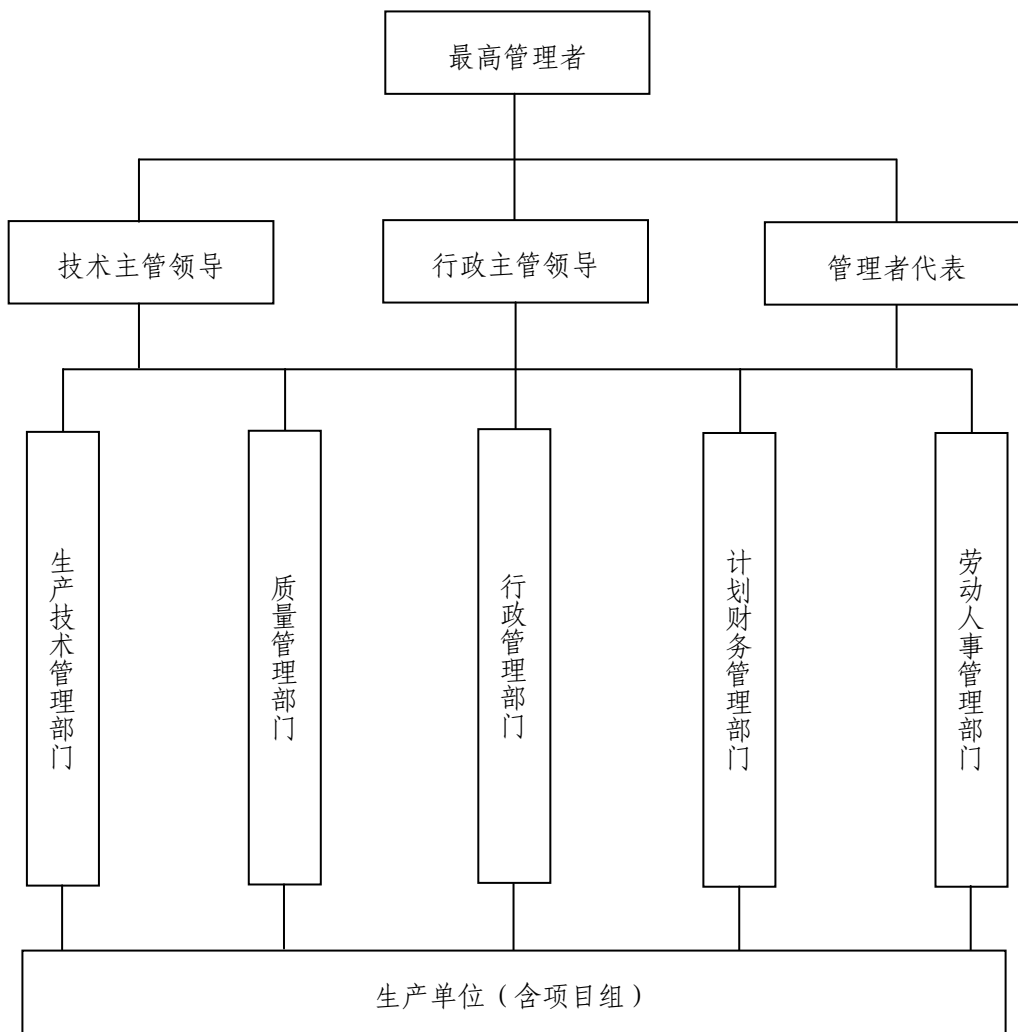 最高管理者
技术主管领导
行政主管领导
管理者代表
生产技术管理部门
质量管理部门
行政管理部门
计划财务管理部门
劳动人事管理部门
生产单位（含项目组）